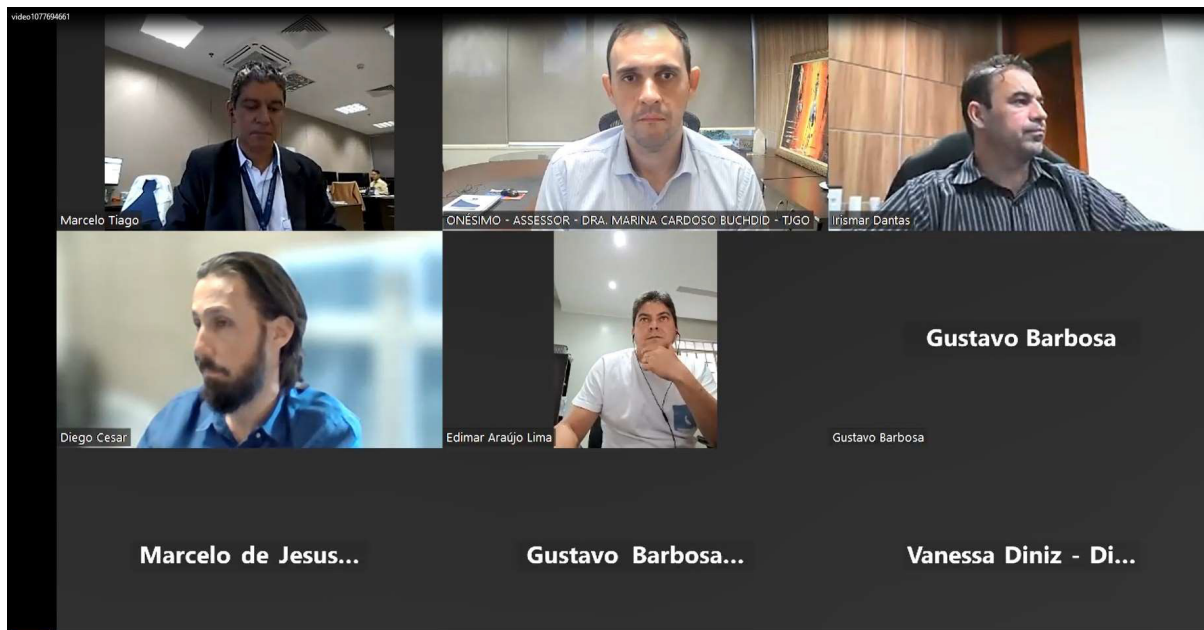 video1077694661
Marcelo Tiago
ONÉSIMO - ASSESSOR - DRA. MARINA CARDOSO BUCHDID - TJGO
Irismar Dantas
Diego Cesar
Edimar Araújo Lima
Gustavo Barbosa
Gustavo Barbosa
Marcelo de Jesus...
Gustavo Barbosa...
Vanessa Diniz - Di...